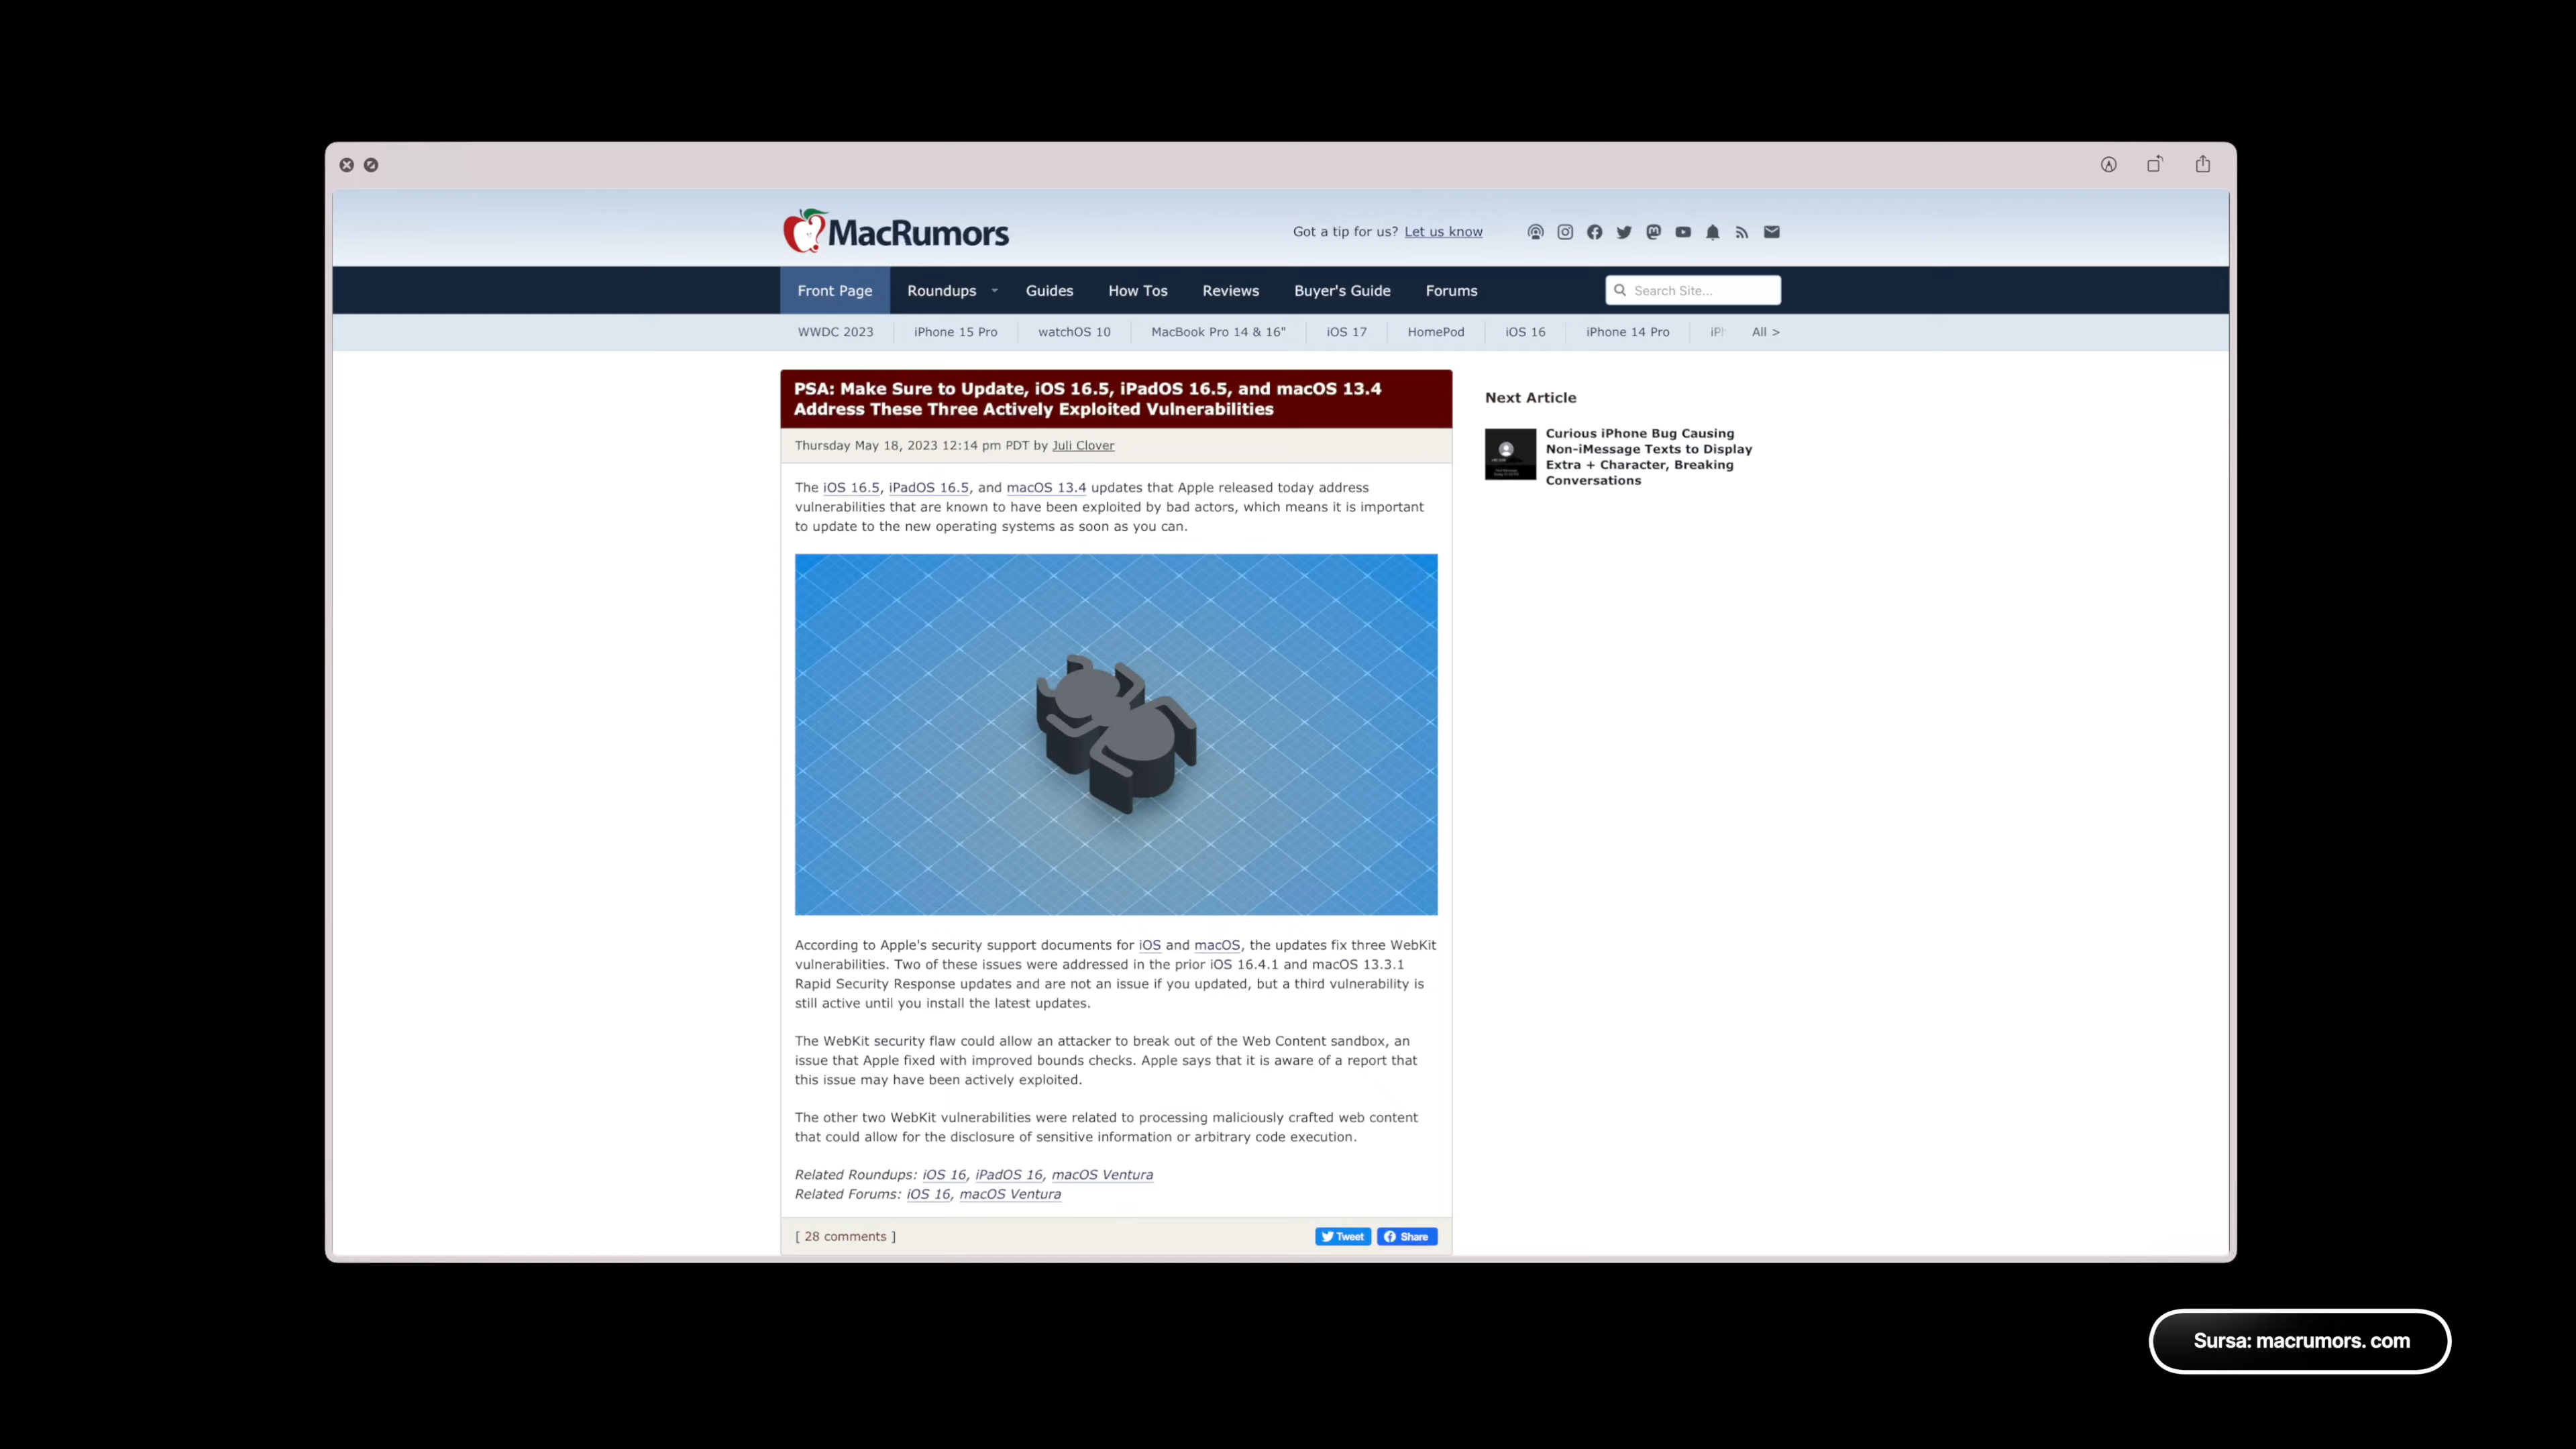 MacRumors
Got a tip for us? Let us know
Front Page Roundups Guides How Tos Reviews Buyer's Guide Forums Search Site...
WWDC 2023 iPhone 15 Pro watchOS 10 MacBook Pro 14 & 16" iOS 17 HomePod iOS 16 iPhone 14 Pro All >
PSA: Make Sure to Update, iOS 16.5, iPadOS 16.5, and macOS 13.4
Address These Three Actively Exploited Vulnerabilities
Thursday May 18, 2023 12:14 pm PDT by Juli Clover
The iOS 16.5, iPadOS 16.5, and macOS 13.4 updates that Apple released today address
vulnerabilities that are known to have been exploited by bad actors, which means it is important
to update to the new operating systems as soon as you can.
According to Apple's security support documents for iOS and macOS, the updates fix three WebKit
vulnerabilities. Two of these issues were addressed in the prior iOS 16.4.1 and macOS 13.3.1
Rapid Security Response updates and are not an issue if you updated, but a third vulnerability is
still active until you install the latest updates.
The WebKit security flaw could allow an attacker to break out of the Web Content sandbox, an
issue that Apple fixed with improved bounds checks. Apple says that it is aware of a report that
this issue may have been actively exploited.
The other two WebKit vulnerabilities were related to processing maliciously crafted web content
that could allow for the disclosure of sensitive information or arbitrary code execution.
Related Roundups: iOS 16, iPadOS 16, macOS Ventura
Related Forums: iOS 16, macOS Ventura
[ 28 comments ]
Tweet Share
Next Article
Curious iPhone Bug Causing
Non-iMessage Texts to Display
Extra + Character, Breaking
Conversations
Sursa: macrumors. com